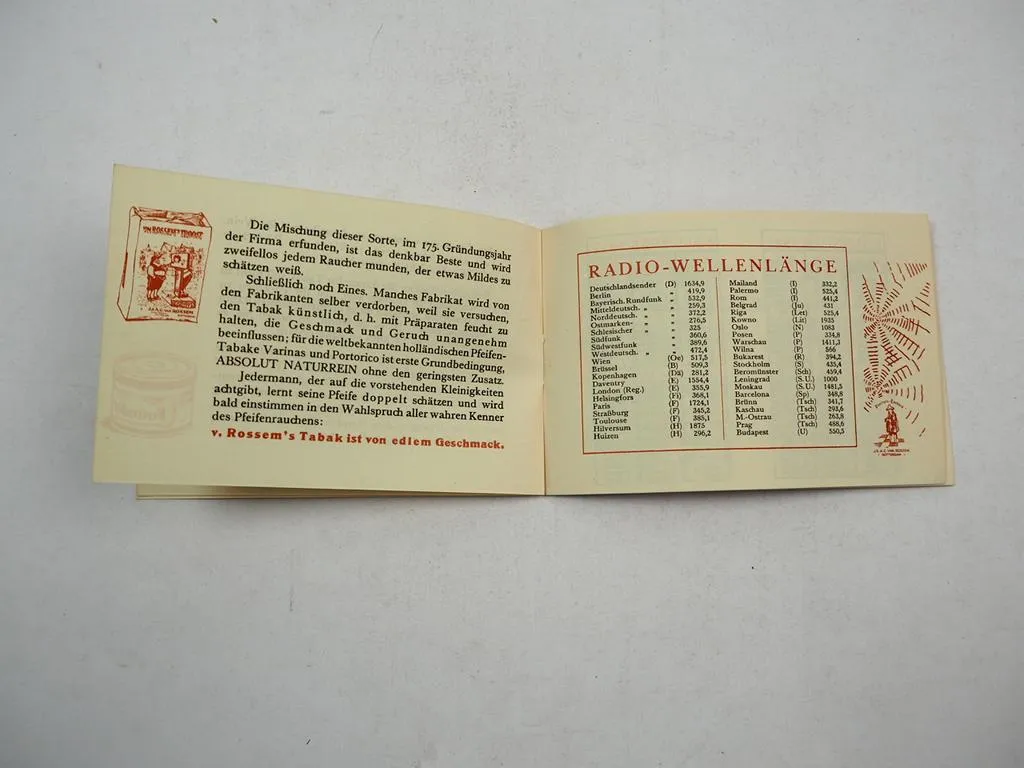 VAN ROSSEM'S TROOST
Die Mischung dieser Sorte, im 175. Gründungsjahr
der Firma erfunden, ist das denkbar Beste und wird
zweifellos jedem Raucher munden, der etwas Mildes zu
schätzen weiß.
Schließlich noch Eines. Manches Fabrikat wird von
den Fabrikanten selber verdorben, weil sie versuchen,
den Tabak künstlich, d. h. mit Präparaten feucht zu
halten, die Geschmack und Geruch unangenehm
beeinflussen; für die weltbekannten holländischen Pfeifen-
Tabake Varinas und Portorico ist erste Grundbedingung,
ABSOLUT NATURREIN ohne den geringsten Zusatz.
Jedermann, der auf die vorstehenden Kleinigkeiten
achtgibt, lernt seine Pfeife doppelt schätzen und wird
bald einstimmen in den Wahlspruch aller wahren Kenner
des Pfeifenrauchens:
v. Rossem's Tabak ist von edlem Geschmack.
RADIO-WELLENLÄNGE
Deutschlandsender (D) 1634,9
Berlin „ 419,9
Bayerisch. Rundfunk „ 532,9
Mitteldeutsch. „ „ 259,3
Norddeutsch. „ „ 372,2
Ostmarken- „ „ 276,5
Schlesischer „ „ 325
Südfunk „ 360,6
Südwestfunk „ 389,6
Westdeutsch. „ „ 472,4
Wien (Oe) 517,5
Brüssel (B) 509,3
Kopenhagen (Dä) 281,2
Daventry (E) 1554,4
London (Reg.) (E) 355,9
Helsingfors (Fi) 368,1
Paris (F) 1724,1
Straßburg (F) 345,2
Toulouse (F) 385,1
Hilversum (H) 1875
Huizen (H) 296,2
Mailand (I) 332,2
Palermo (I) 525,4
Rom (I) 441,2
Belgrad (Ju) 431
Riga (Let) 525,4
Kowno (Lit) 1935
Oslo (N) 1083
Posen (P) 334,8
Warschau (P) 1411,3
Wilna (P) 566
Bukarest (R) 394,2
Stockholm (S) 435,4
Beromünster (Sch) 459,4
Leningrad (S.U.) 1000
Moskau (S.U.) 1481,5
Barcelona (Sp) 348,8
Brünn (Tsch) 341,7
Kaschau (Tsch) 293,6
M.-Ostrau (Tsch) 263,8
Prag (Tsch) 488,6
Budapest (U) 550,5
ROTTERDAM